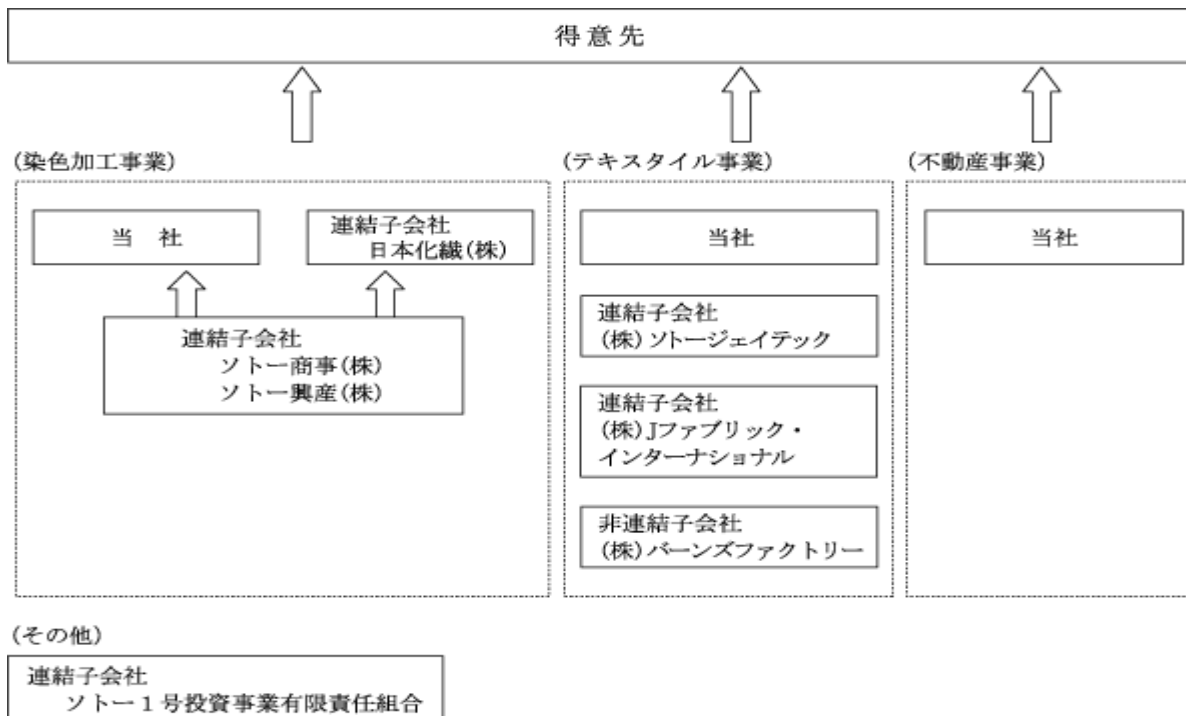 得意先
(染色加工事業)
(テキスタイル事業)
(不動産事業)
当 社
連結子会社
日本化繊(株)
連結子会社
ソトー商事(株)
ソトー興産(株)
当社
連結子会社
(株)ソトージェイテック
連結子会社
(株)Jファブリック・
インターナショナル
非連結子会社
(株)バーンズファクトリー
当社
(その他)
連結子会社
ソトー1号投資事業有限責任組合